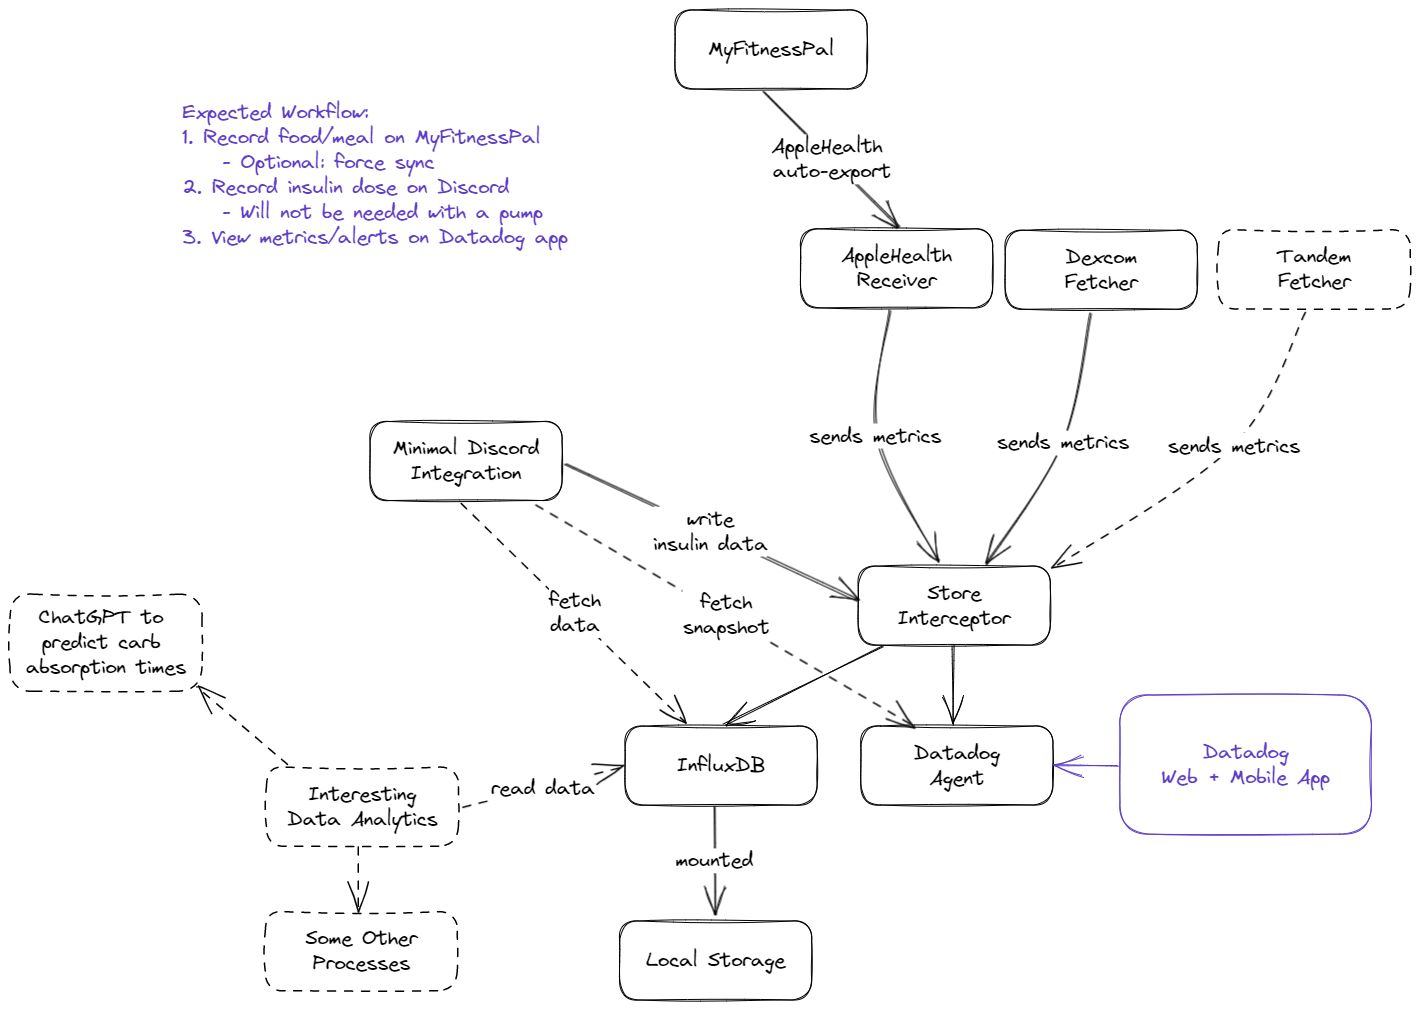 MyFitnessPal
Expected Workflow:
1. Record food/meal on MyFitnessPal
- Optional: force sync
2. Record insulin dose on Discord
- Will not be needed with a pump
3. View metrics/alerts on Datadog app
AppleHealth
auto-export
AppleHealth
Receiver
Dexcom
Fetcher
Tandem
Fetcher
sends metrics
sends metrics
sends metrics
Minimal Discord
Integration
write
insulin data
fetch
data
fetch
snapshot
Store
Interceptor
ChatGPT to
predict carb
absorption times
InfluxDB
Datadog
Agent
Datadog
Web + Mobile App
Interesting
Data Analytics
read data
mounted
Some Other
Processes
Local Storage